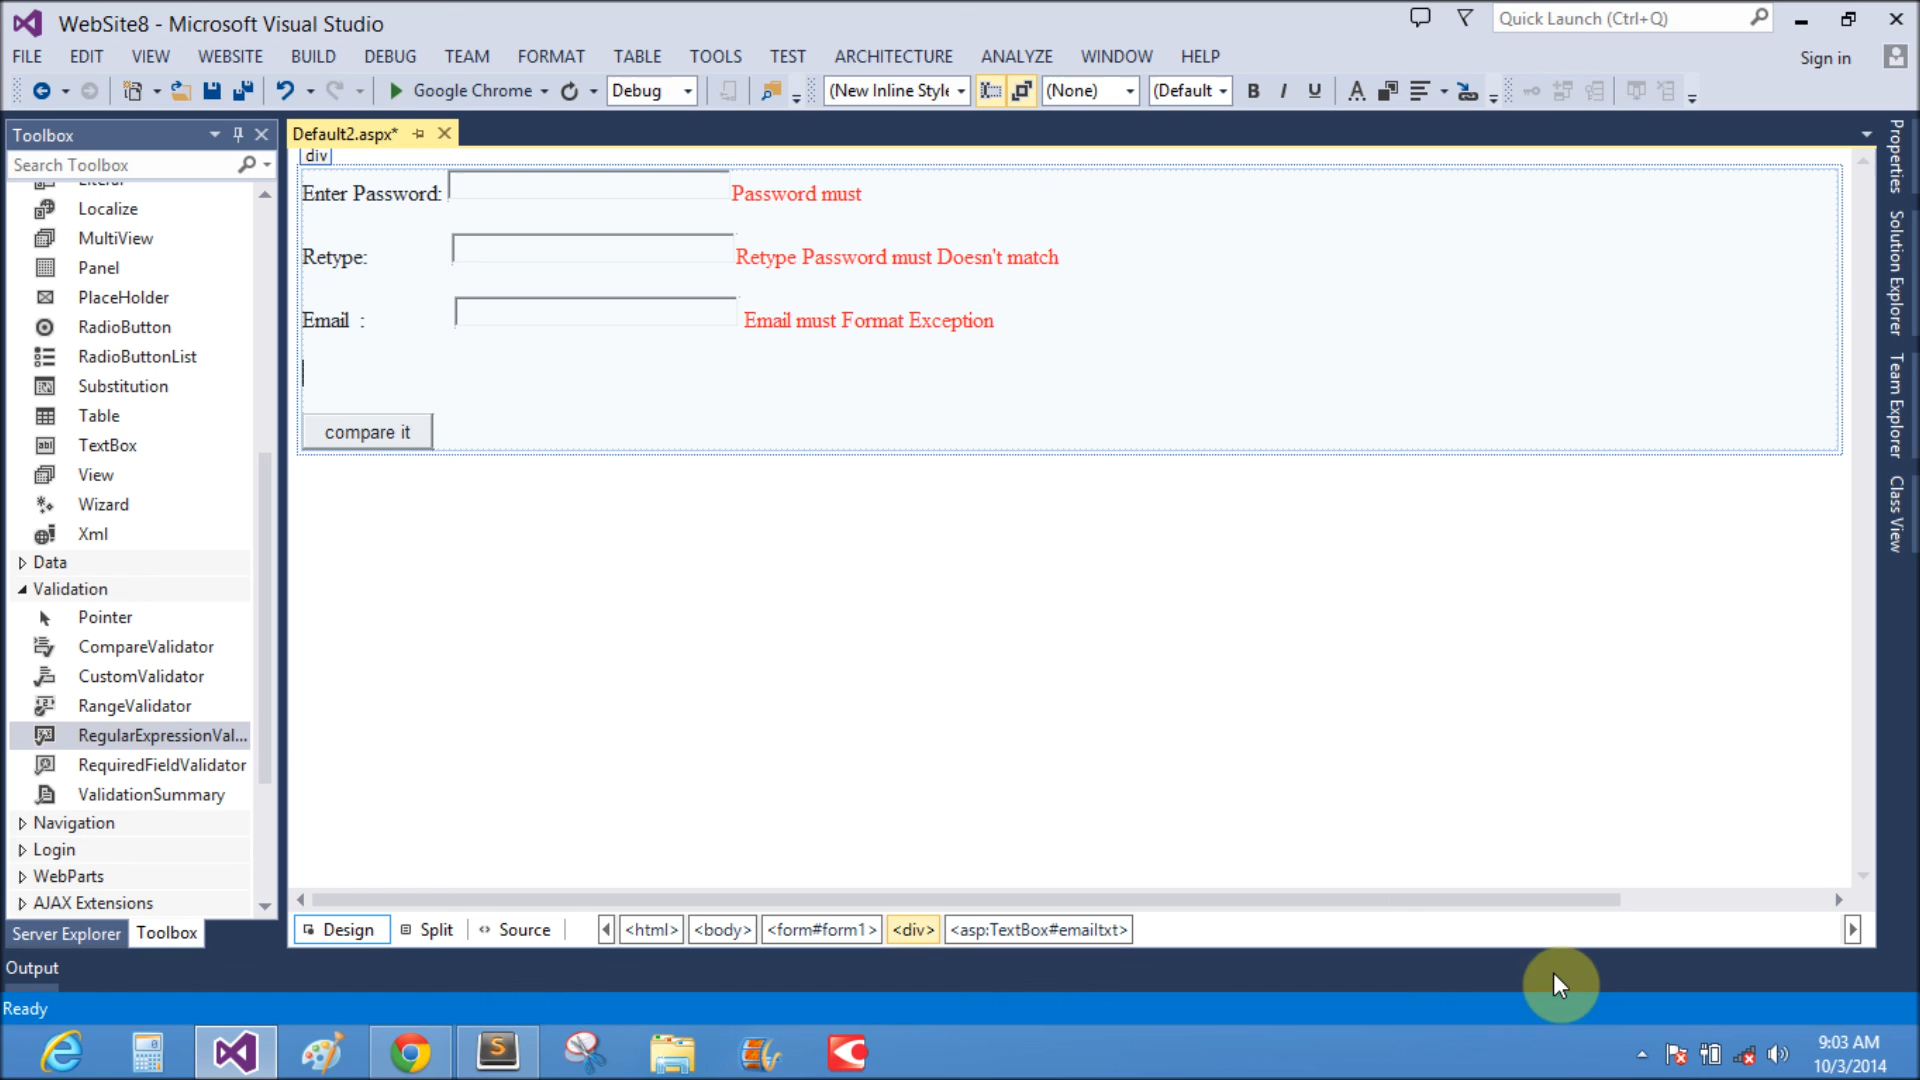 WebSite8 - Microsoft Visual Studio
Quick Launch (Ctrl+Q)
FILE EDIT VIEW WEBSITE BUILD DEBUG TEAM FORMAT TABLE TOOLS TEST ARCHITECTURE ANALYZE WINDOW HELP
Sign in
Google Chrome
Debug
(New Inline Style
(None)
(Default
B I U A
Toolbox
Search Toolbox
Localize
MultiView
Panel
PlaceHolder
RadioButton
RadioButtonList
Substitution
Table
TextBox
View
Wizard
Xml
Data
Validation
Pointer
CompareValidator
CustomValidator
RangeValidator
RegularExpressionVal...
RequiredFieldValidator
ValidationSummary
Navigation
Login
WebParts
AJAX Extensions
Server Explorer Toolbox
Default2.aspx*
div
Enter Password: Password must
Retype: Retype Password must Doesn't match
Email : Email must Format Exception
compare it
Design Split Source
<html> <body> <form#form1> <div> <asp:TextBox#emailtxt>
Properties
Solution Explorer
Team Explorer
Class View
Output
Ready
9:03 AM
10/3/2014